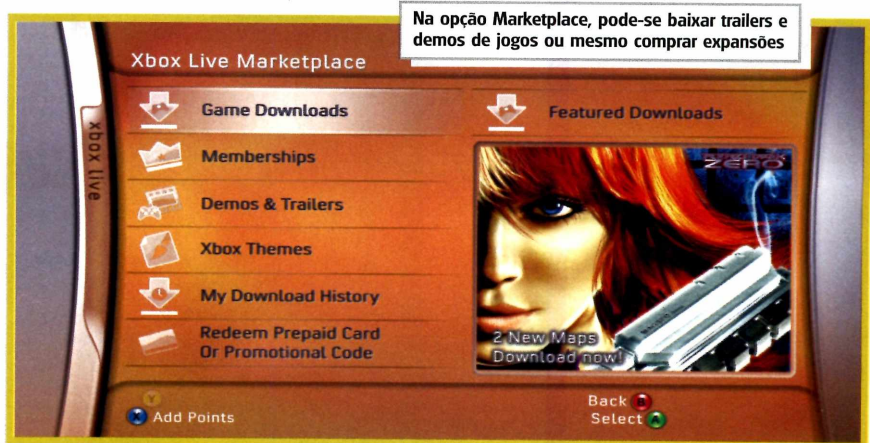 Na opção Marketplace, pode-se baixar trailers e
demos de jogos ou mesmo comprar expansões
Xbox Live Marketplace
xbox live
Game Downloads
Memberships
Demos & Trailers
Xbox Themes
My Download History
Redeem Prepaid Card
Or Promotional Code
Featured Downloads
ZERO
2 New Maps
Download now!
Y
X Add Points
Back B
Select A